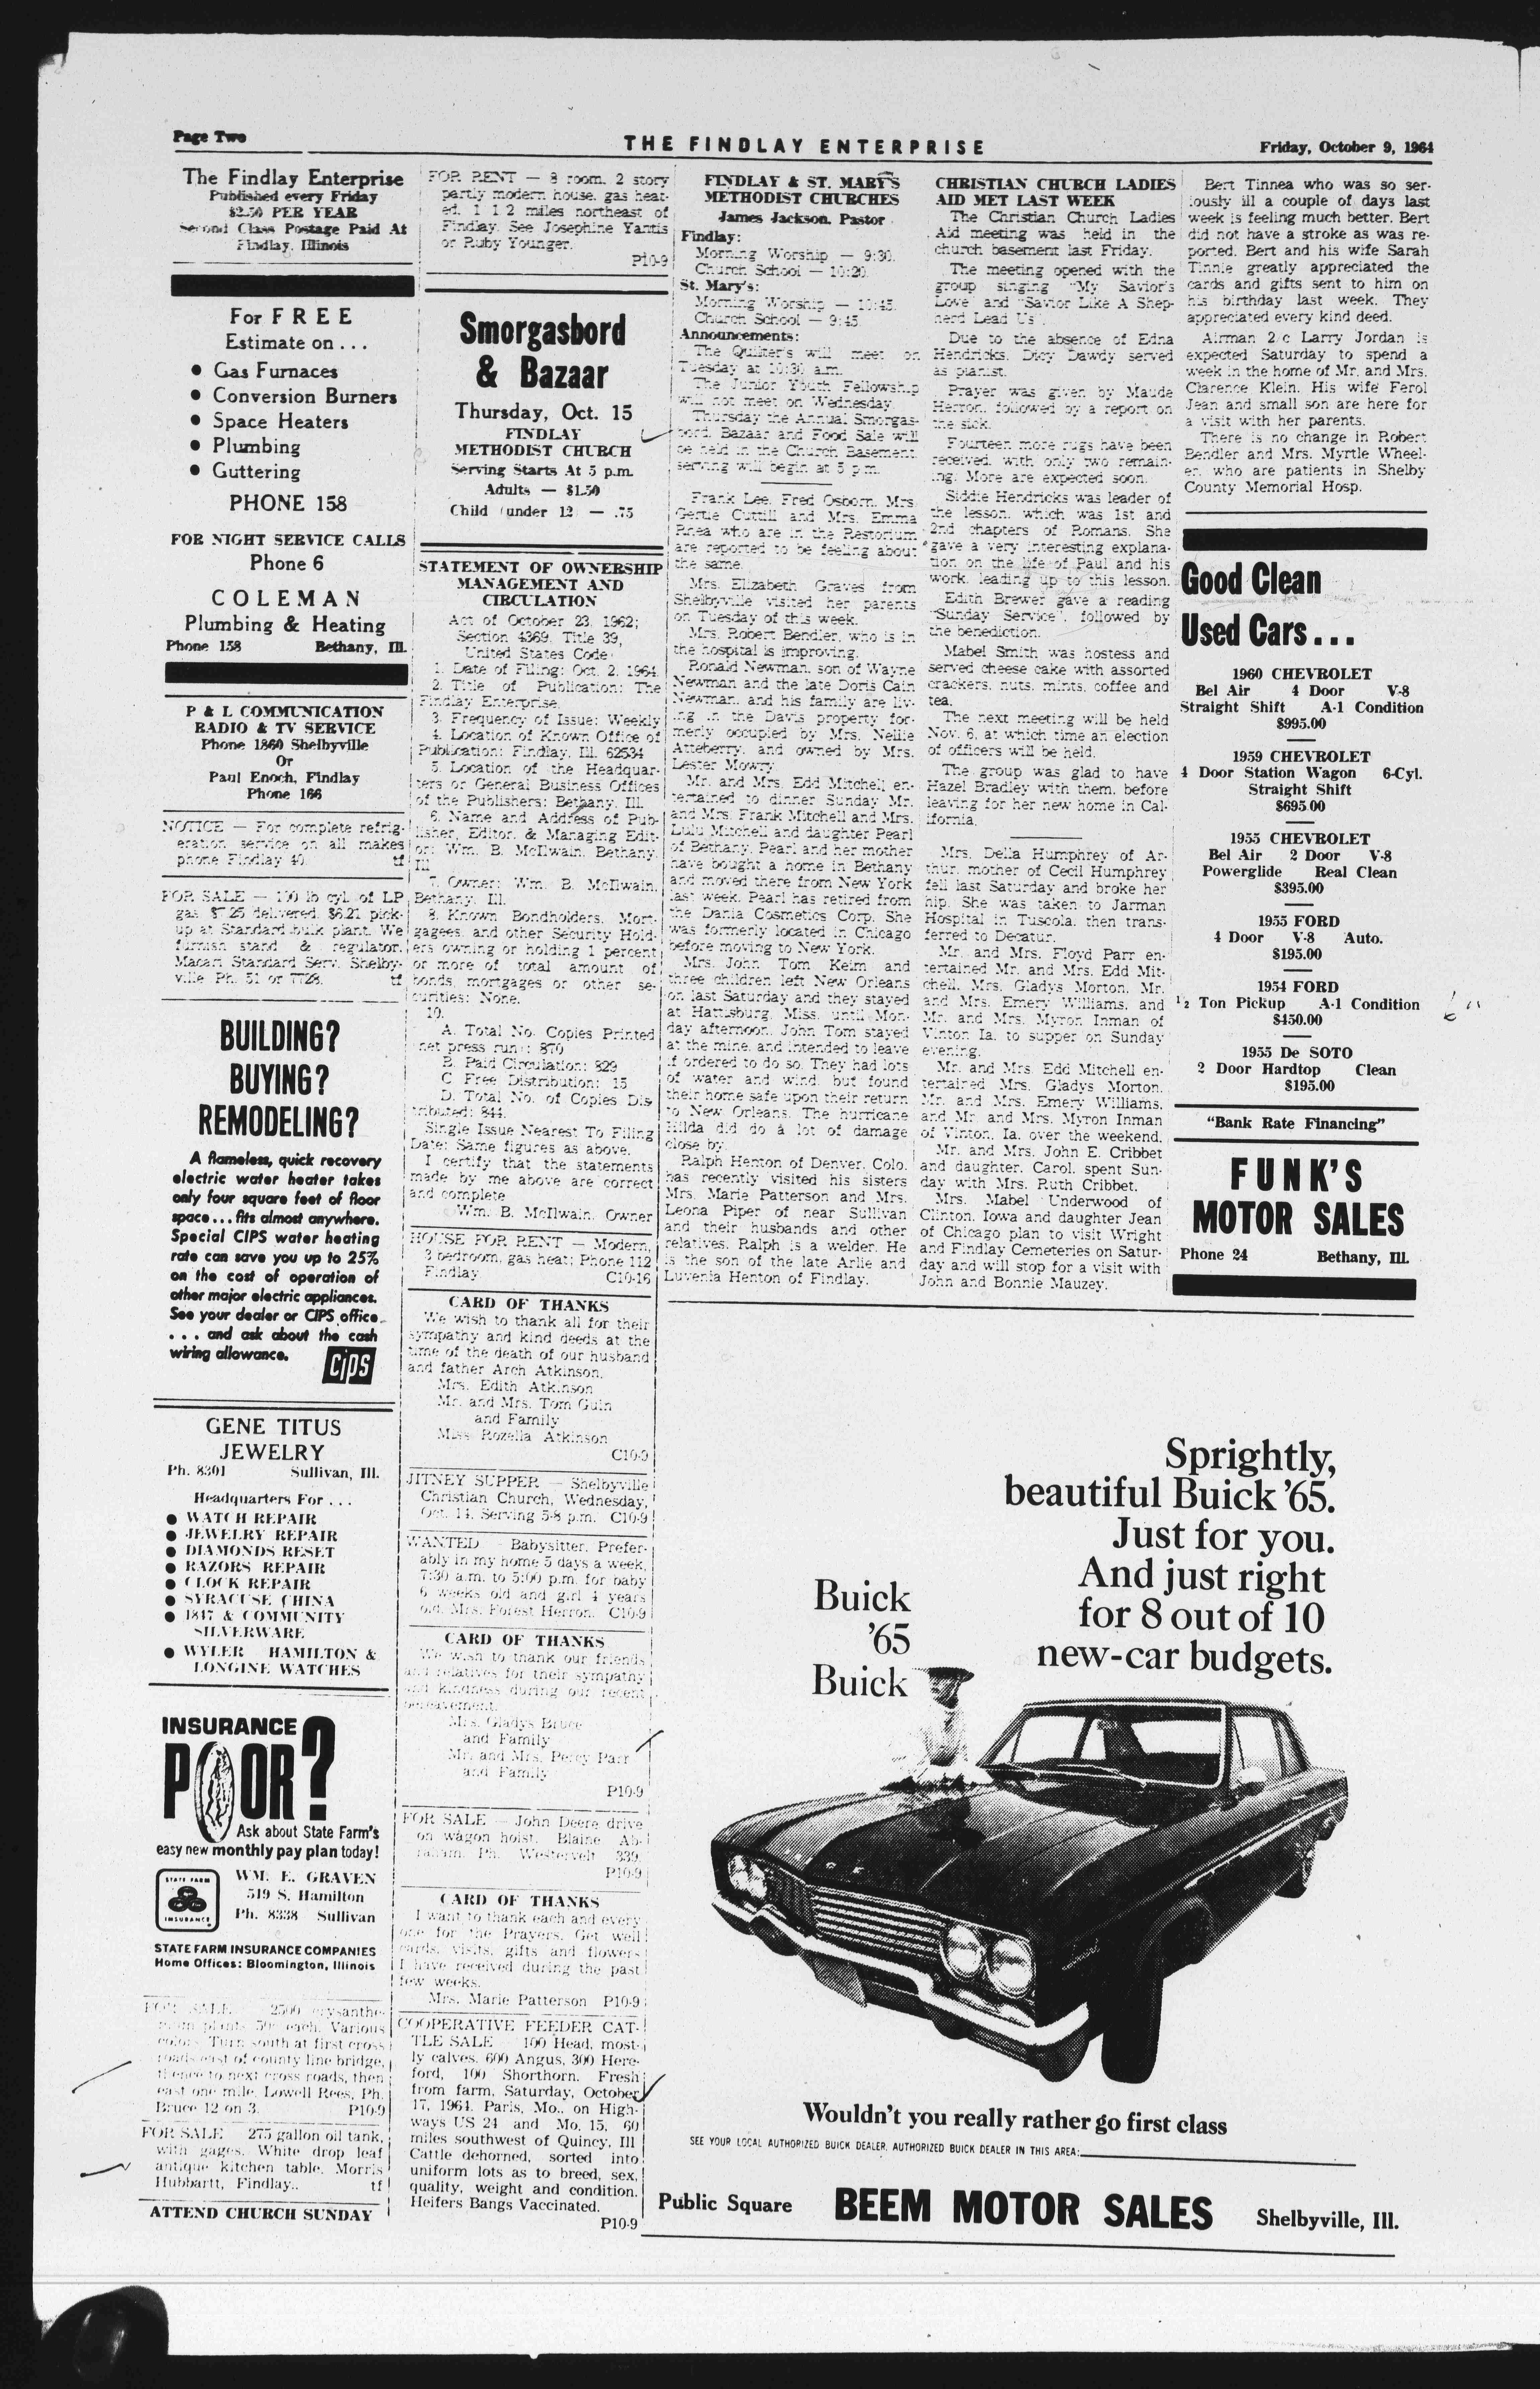 Page Two
THE FINDLAY ENTERPRISE
Friday, October 9, 1964
The Findlay Enterprise
Published every Friday
$2.50 PER YEAR
Second Class Postage Paid At
Findlay, Illinois
For FREE
Estimate on . . .
● Gas Furnaces
● Conversion Burners
● Space Heaters
● Plumbing
● Guttering
PHONE 158
FOR NIGHT SERVICE CALLS
Phone 6
COLEMAN
Plumbing & Heating
Phone 158 Bethany, Ill.
P & L COMMUNICATION
RADIO & TV SERVICE
Phone 1860 Shelbyville
Or
Paul Enoch, Findlay
Phone 166
NOTICE — For complete refrig-
eration service on all makes
phone Findlay 40. tf
FOR SALE — 100 lb cyl. of LP
gas $7.25 delivered, $6.21 pick-
up at Standard bulk plant. We
furnish stand & regulator.
Macari Standard Serv. Shelby-
ville Ph. 51 or 7728. tf
BUILDING?
BUYING?
REMODELING?
A flameless, quick recovery
electric water heater takes
only four square feet of floor
space...fits almost anywhere.
Special CIPS water heating
rate can save you up to 25%
on the cost of operation of
other major electric appliances.
See your dealer or CIPS office
. . . and ask about the cash
wiring allowance.
CIPS
GENE TITUS
JEWELRY
Ph. 8301 Sullivan, Ill.
Headquarters For . . .
● WATCH REPAIR
● JEWELRY REPAIR
● DIAMONDS RESET
● RAZORS REPAIR
● CLOCK REPAIR
● SYRACUSE CHINA
● 1847 & COMMUNITY
SILVERWARE
● WYLER HAMILTON &
LONGINE WATCHES
INSURANCE
POOR?
Ask about State Farm's
easy new monthly pay plan today!
STATE FARM
INSURANCE
WM. E. GRAVEN
519 S. Hamilton
Ph. 8338 Sullivan
STATE FARM INSURANCE COMPANIES
Home Offices: Bloomington, Illinois
FOR SALE 2500 crysanthe-
mum plants 50c each. Various
colors. Turn south at first cross
roads east of county line bridge,
thence to next cross roads, then
east one mile. Lowell Rees, Ph.
Bruce 12 on 3. P10-9
FOR SALE 275 gallon oil tank,
with gages. White drop leaf
antique kitchen table. Morris
Hubbartt, Findlay.. tf
ATTEND CHURCH SUNDAY
FOR RENT — 8 room, 2 story
partly modern house, gas heat-
ed. 1 1 2 miles northeast of
Findlay. See Josephine Yantis
or Ruby Younger.
P10-9
Smorgasbord
& Bazaar
Thursday, Oct. 15
FINDLAY
METHODIST CHURCH
Serving Starts At 5 p.m.
Adults — $1.50
Child (under 12 — .75
STATEMENT OF OWNERSHIP
MANAGEMENT AND
CIRCULATION
Act of October 23, 1962;
Section 4369, Title 39,
United States Code
1. Date of Filing: Oct. 2, 1964
2. Title of Publication: The
Findlay Enterprise.
3. Frequency of Issue: Weekly
4. Location of Known Office of
Publication: Findlay, Ill. 62534
5. Location of the Headquar-
ters or General Business Offices
of the Publishers: Bethany, Ill.
6. Name and Address of Pub-
lisher, Editor, & Managing Edit-
or: Wm. B. McIlwain, Bethany,
Ill.
7. Owner: Wm. B. McIlwain,
Bethany, Ill.
8. Known Bondholders, Mort-
gagees, and other Security Hold-
ers owning or holding 1 percent
or more of total amount of
bonds, mortgages or other se-
curities: None.
10.
A. Total No. Copies Printed
(net press run): 870
B. Paid Circulation: 829
C. Free Distribution: 15
D. Total No. of Copies Dis-
tributed: 844.
Single Issue Nearest To Filing
Date: Same figures as above.
I certify that the statements
made by me above are correct
and complete.
Wm. B. McIlwain, Owner
HOUSE FOR RENT — Modern,
3 bedroom, gas heat; Phone 112
Findlay C10-16
CARD OF THANKS
We wish to thank all for their
sympathy and kind deeds at the
time of the death of our husband
and father Arch Atkinson.
Mrs. Edith Atkinson
Mr. and Mrs. Tom Guin
and Family
Miss Rozella Atkinson
C10-9
JITNEY SUPPER — Shelbyville
Christian Church, Wednesday,
Oct. 14. Serving 5-8 p.m. C10-9
WANTED - Babysitter. Prefer-
ably in my home 5 days a week,
7:30 a.m. to 5:00 p.m. for baby
6 weeks old and girl 4 years
old. Mrs. Forest Herron. C10-9
CARD OF THANKS
We wish to thank our friends
and relatives for their sympathy
and kindness during our recent
bereavement.
Mrs. Gladys Bruce
and Family
Mr. and Mrs. Percy Parr
and Family
P10-9
FOR SALE — John Deere drive
on wagon hoist. Blaine Ab-
raham, Ph. Westervelt 339.
P10-9
CARD OF THANKS
I want to thank each and every
one for the Prayers, Get well
cards, visits, gifts and flowers
I have received during the past
few weeks.
Mrs. Marie Patterson P10-9
COOPERATIVE FEEDER CAT-
TLE SALE 100 Head, most-
ly calves, 600 Angus, 300 Here-
ford, 100 Shorthorn. Fresh
from farm, Saturday, October
17, 1964, Paris, Mo., on High-
ways US 24 and Mo. 15, 60
miles southwest of Quincy, Ill
Cattle dehorned, sorted into
uniform lots as to breed, sex,
quality, weight and condition.
Heifers Bangs Vaccinated.
P10-9
FINDLAY & ST. MARY'S
METHODIST CHURCHES
James Jackson, Pastor
Findlay:
Morning Worship — 9:30.
Church School — 10:20.
St. Mary's:
Morning Worship — 10:45.
Church School — 9:45
Announcements:
The Quilters will meet on
Tuesday at 10:30 a.m.
The Junior Youth Fellowship
will not meet on Wednesday
Thursday the Annual Smorgas-
bord, Bazaar and Food Sale will
be held in the Church Basement,
serving will begin at 5 p.m.
Frank Lee, Fred Osborn, Mrs.
Gertie Cuttill and Mrs. Emma
Rhea who are in the Restorium
are reported to be feeling about
the same.
Mrs. Elizabeth Graves from
Shelbyville visited her parents
on Tuesday of this week.
Mrs. Robert Bendler, who is in
the hospital is improving.
Ronald Newman, son of Wayne
Newman and the late Doris Cain
Newman, and his family are liv-
ing in the Davis property for-
merly occupied by Mrs. Nellie
Atteberry, and owned by Mrs.
Lester Mowry.
Mr. and Mrs. Edd Mitchell en-
tertained to dinner Sunday Mr.
and Mrs. Frank Mitchell and Mrs.
Lulu Mitchell and daughter Pearl
of Bethany. Pearl and her mother
have bought a home in Bethany
and moved there from New York
last week. Pearl has retired from
the Dania Cosmetics Corp. She
was formerly located in Chicago
before moving to New York.
Mrs. John Tom Keim and
three children left New Orleans
on last Saturday and they stayed
at Hattisburg, Miss. until Mon-
day afternoon. John Tom stayed
at the mine, and intended to leave
if ordered to do so. They had lots
of water and wind, but found
their home safe upon their return
to New Orleans. The hurricane
Hilda did do a lot of damage
close by.
Ralph Henton of Denver, Colo.
has recently visited his sisters
Mrs. Marie Patterson and Mrs.
Leona Piper of near Sullivan
and their husbands and other
relatives. Ralph is a welder. He
is the son of the late Arlie and
Luvenia Henton of Findlay.
CHRISTIAN CHURCH LADIES
AID MET LAST WEEK
The Christian Church Ladies
Aid meeting was held in the
church basement last Friday.
The meeting opened with the
group singing "My Savior's
Love" and "Savior Like A Shep-
herd Lead Us".
Due to the absence of Edna
Hendricks, Dicy Dawdy served
as pianist.
Prayer was given by Maude
Herron, followed by a report on
the sick.
Fourteen more rugs have been
received, with only two remain-
ing. More are expected soon.
Siddie Hendricks was leader of
the lesson, which was 1st and
2nd chapters of Romans. She
gave a very interesting explana-
tion on the life of Paul and his
work, leading up to this lesson.
Edith Brewer gave a reading
"Sunday Service", followed by
the benediction.
Mabel Smith was hostess and
served cheese cake with assorted
crackers, nuts, mints, coffee and
tea.
The next meeting will be held
Nov. 6, at which time an election
of officers will be held.
The group was glad to have
Hazel Bradley with them, before
leaving for her new home in Cal-
ifornia.
Mrs. Della Humphrey of Ar-
thur, mother of Cecil Humphrey
fell last Saturday and broke her
hip. She was taken to Jarman
Hospital in Tuscola, then trans-
ferred to Decatur.
Mr. and Mrs. Floyd Parr en-
tertained Mr. and Mrs. Edd Mit-
chell, Mrs. Gladys Morton, Mr.
and Mrs. Emery Williams, and
Mr. and Mrs. Myron Inman of
Vinton Ia. to supper on Sunday
evening.
Mr. and Mrs. Edd Mitchell en-
tertained Mrs. Gladys Morton,
Mr. and Mrs. Emery Williams,
and Mr. and Mrs. Myron Inman
of Vinton, Ia. over the weekend.
Mr. and Mrs. John E. Cribbet
and daughter, Carol, spent Sun-
day with Mrs. Ruth Cribbet.
Mrs. Mabel Underwood of
Clinton, Iowa and daughter Jean
of Chicago plan to visit Wright
and Findlay Cemeteries on Satur-
day and will stop for a visit with
John and Bonnie Mauzey.
Bert Tinnea who was so ser-
iously ill a couple of days last
week is feeling much better. Bert
did not have a stroke as was re-
ported. Bert and his wife Sarah
Tinnie greatly appreciated the
cards and gifts sent to him on
his birthday last week. They
appreciated every kind deed.
Airman 2/c Larry Jordan is
expected Saturday to spend a
week in the home of Mr. and Mrs.
Clarence Klein. His wife Ferol
Jean and small son are here for
a visit with her parents.
There is no change in Robert
Bendler and Mrs. Myrtle Wheel-
er, who are patients in Shelby
County Memorial Hosp.
Good Clean
Used Cars . . .
1960 CHEVROLET
Bel Air 4 Door V-8
Straight Shift A-1 Condition
$995.00
1959 CHEVROLET
4 Door Station Wagon 6-Cyl.
Straight Shift
$695.00
1955 CHEVROLET
Bel Air 2 Door V-8
Powerglide Real Clean
$395.00
1955 FORD
4 Door V-8 Auto.
$195.00
1954 FORD
½ Ton Pickup A-1 Condition
$450.00
1955 De SOTO
2 Door Hardtop Clean
$195.00
"Bank Rate Financing"
FUNK'S
MOTOR SALES
Phone 24 Bethany, Ill.
Sprightly,
beautiful Buick '65.
Just for you.
And just right
for 8 out of 10
new-car budgets.
Buick
'65
Buick
Wouldn't you really rather go first class
SEE YOUR LOCAL AUTHORIZED BUICK DEALER. AUTHORIZED BUICK DEALER IN THIS AREA:
Public Square BEEM MOTOR SALES Shelbyville, Ill.